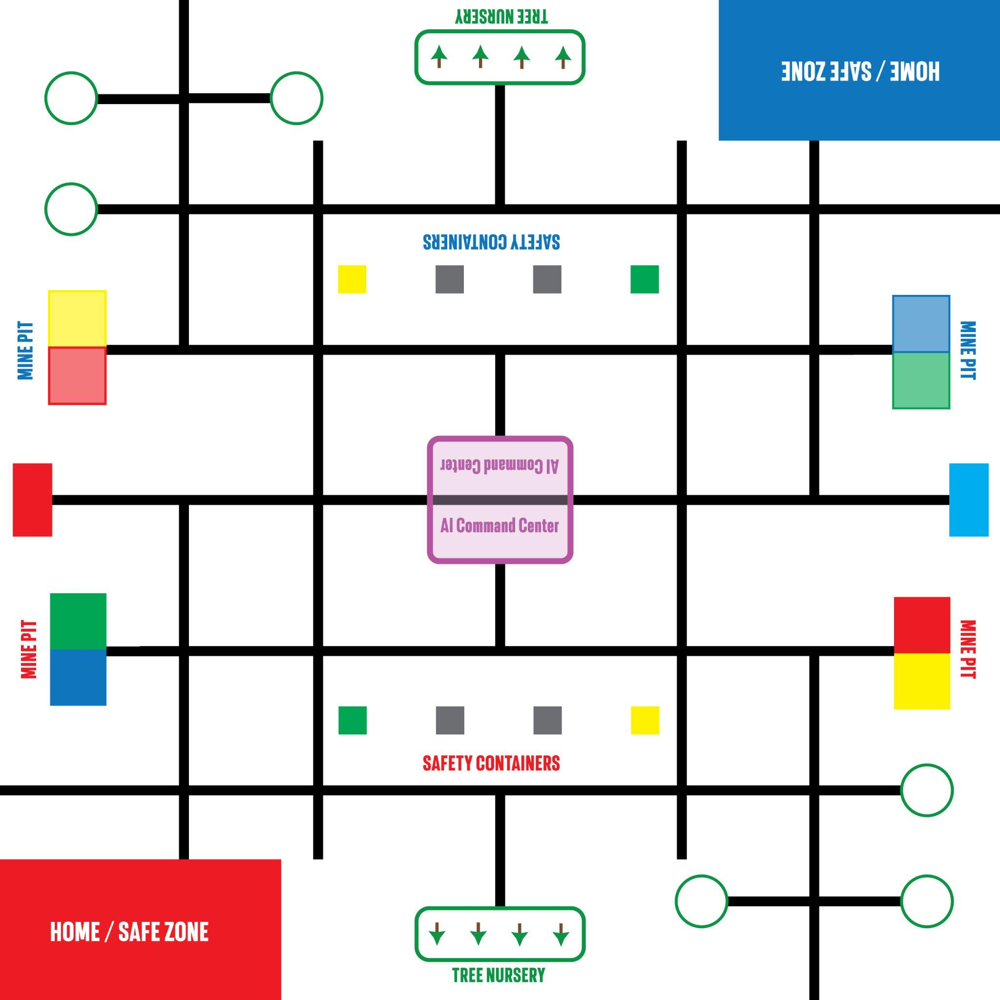 TREE NURSERY
HOME / SAFE ZONE
SAFETY CONTAINERS
MINE PIT
MINE PIT
AI Command Center
AI Command Center
MINE PIT
MINE PIT
SAFETY CONTAINERS
HOME / SAFE ZONE
TREE NURSERY